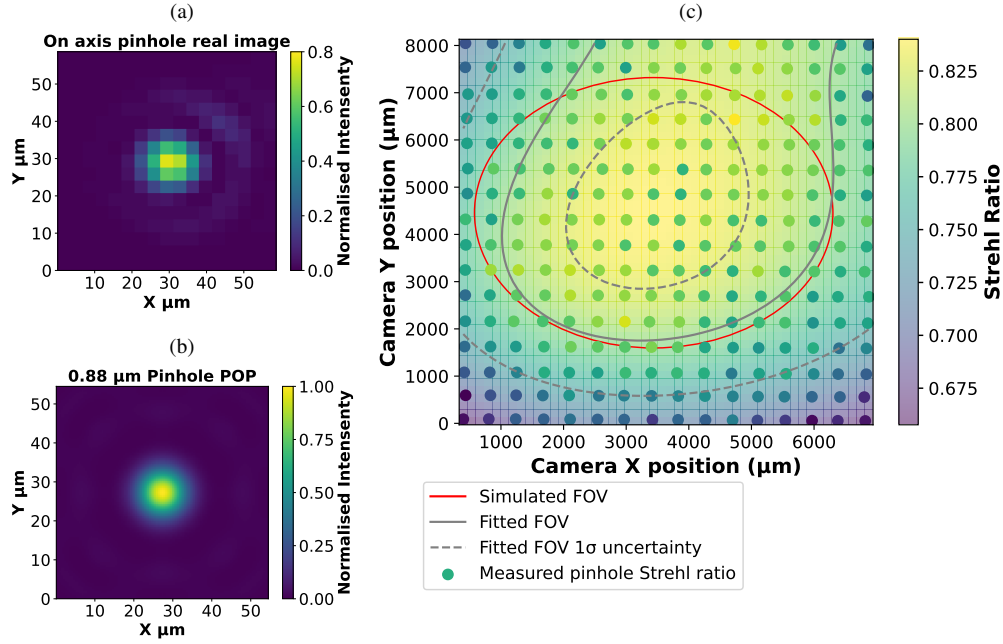 (a)
On axis pinhole real image
50
40
30
20
10
0
Y μm
10 20 30 40 50
X μm
0.8
0.6
0.4
0.2
0.0
Normalised Intensenty
(b)
0.88 μm Pinhole POP
50
40
30
20
10
0
Y μm
10 20 30 40 50
X μm
1.00
0.75
0.50
0.25
0.00
Normalised Intensenty
(c)
8000
7000
6000
5000
4000
3000
2000
1000
0
Camera Y position (μm)
1000 2000 3000 4000 5000 6000
Camera X position (μm)
0.825
0.800
0.775
0.750
0.725
0.700
0.675
Strehl Ratio
Simulated FOV
Fitted FOV
Fitted FOV 1σ uncertainty
Measured pinhole Strehl ratio